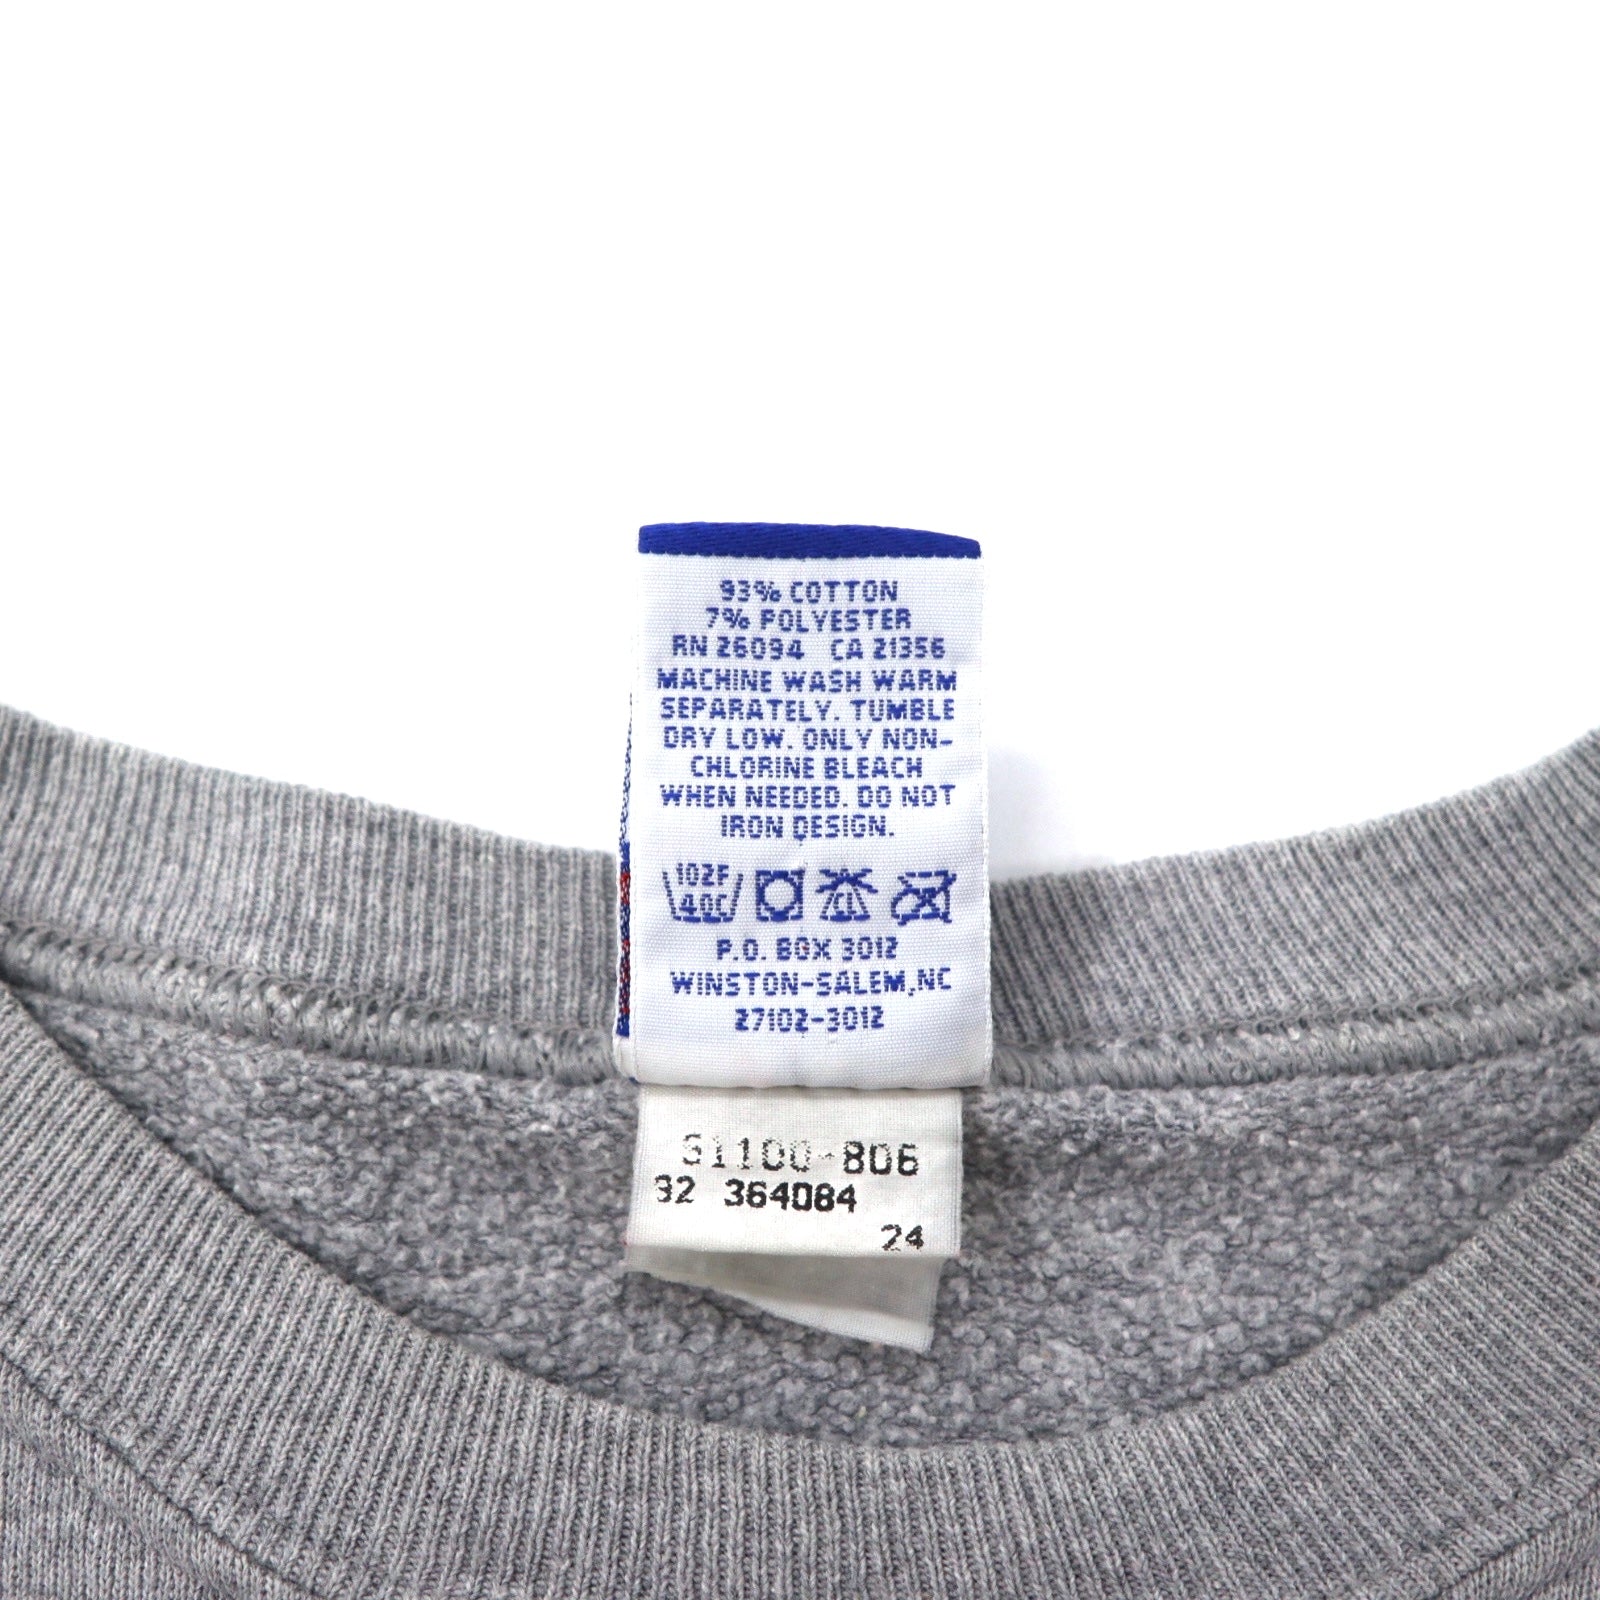 93% COTTON
7% POLYESTER
RN 26094 CA 21356
MACHINE WASH WARM
SEPARATELY. TUMBLE
DRY LOW. ONLY NON-
CHLORINE BLEACH
WHEN NEEDED. DO NOT
IRON DESIGN.
102F
40C
CL
P.O. BOX 3012
WINSTON-SALEM, NC
27102-3012
S1100-806
92 364084
24